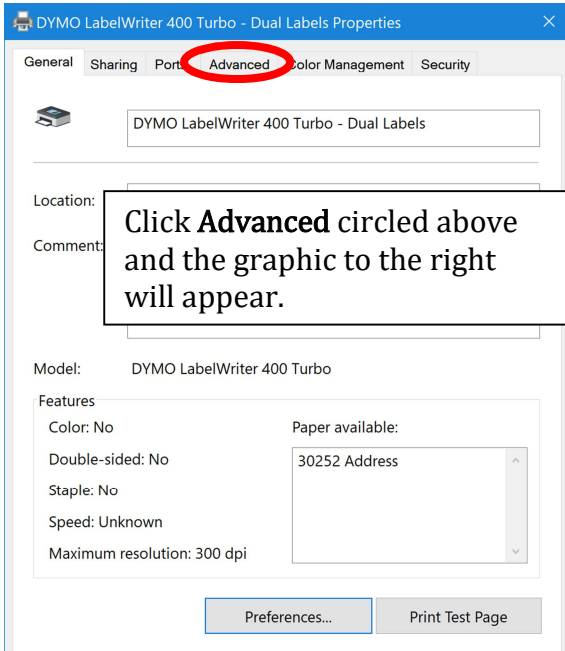 DYMO LabelWriter 400 Turbo - Dual Labels Properties
General Sharing Advanced Color Management Security
DYMO LabelWriter 400 Turbo - Dual Labels
Location:
Comment:
Click Advanced circled above
and the graphic to the right
will appear.
Model: DYMO LabelWriter 400 Turbo
Features
Color: No Paper available:
Double-sided: No 30252 Address
Staple: No
Speed: Unknown
Maximum resolution: 300 dpi
Preferences... Print Test Page